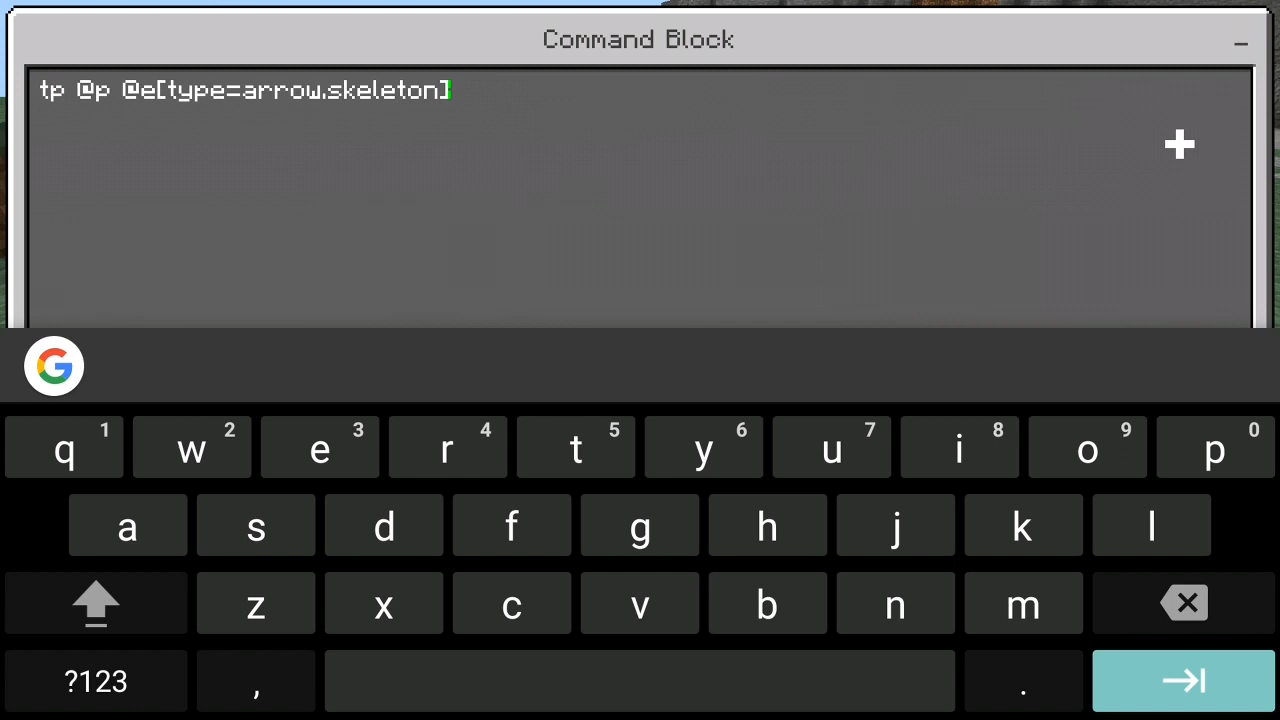 Command Block
tp @p @e[type=arrow.skeleton]
q 1 w 2 e 3 r 4 t 5 y 6 u 7 i 8 o 9 p 0
a s d f g h j k l
z x c v b n m
?123 , .